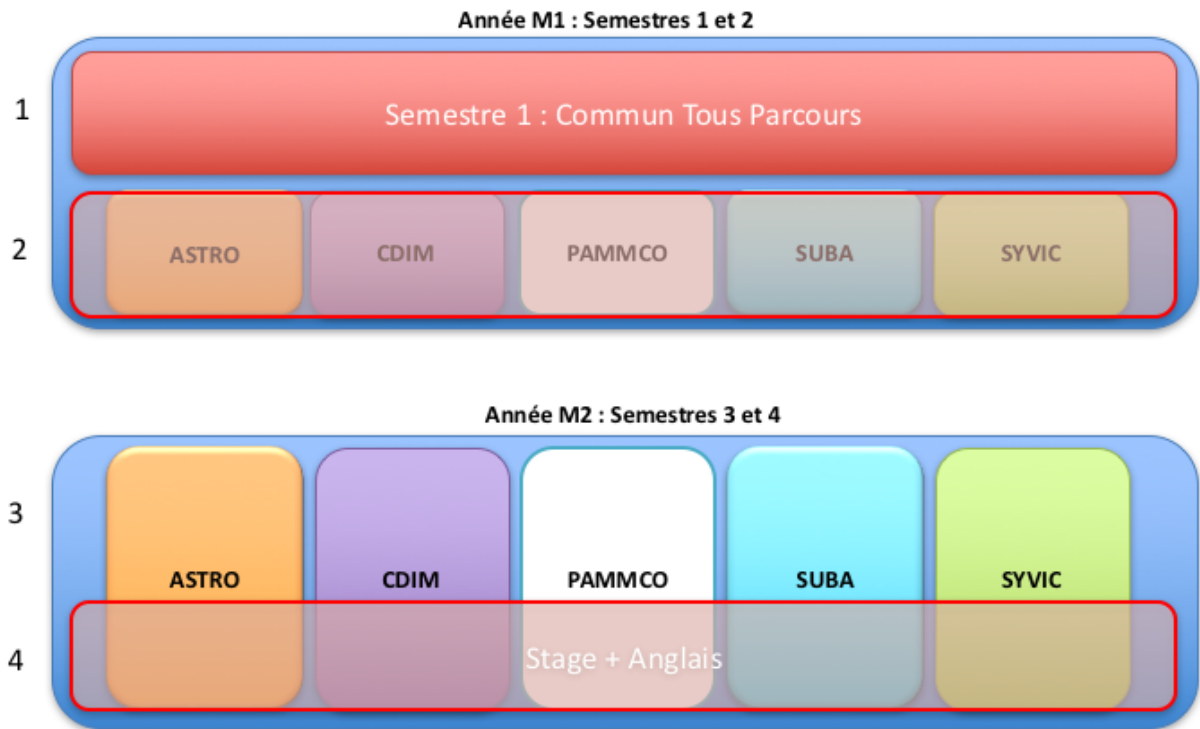 Année M1 : Semestres 1 et 2
1
Semestre 1 : Commun Tous Parcours
2
ASTRO
CDIM
PAMMCO
SUBA
SYVIC
Année M2 : Semestres 3 et 4
3
ASTRO
CDIM
PAMMCO
SUBA
SYVIC
4
Stage + Anglais